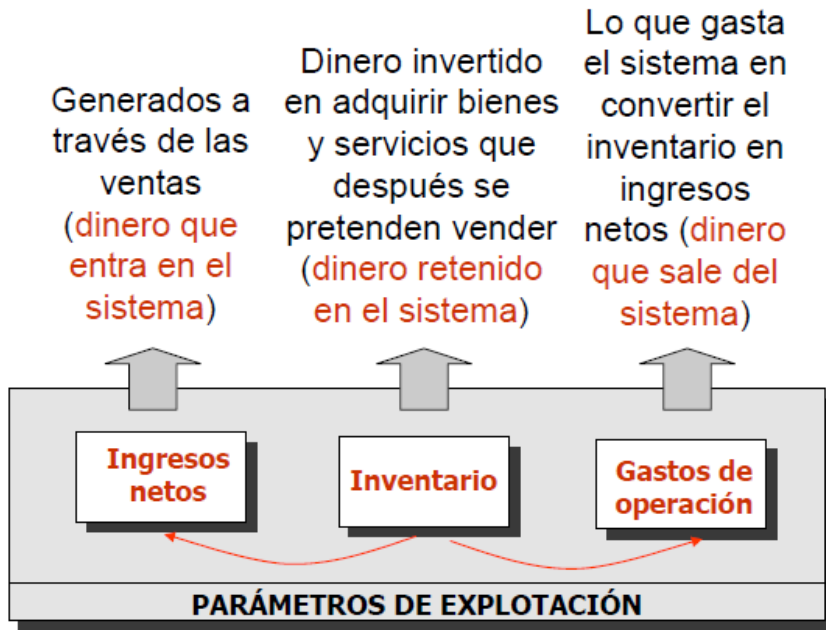 Generados a
través de las
ventas
(dinero que
entra en el
sistema)
Dinero invertido
en adquirir bienes
y servicios que
después se
pretenden vender
(dinero retenido
en el sistema)
Lo que gasta
el sistema en
convertir el
inventario en
ingresos
netos (dinero
que sale del
sistema)
Ingresos
netos
Inventario
Gastos de
operación
PARÁMETROS DE EXPLOTACIÓN